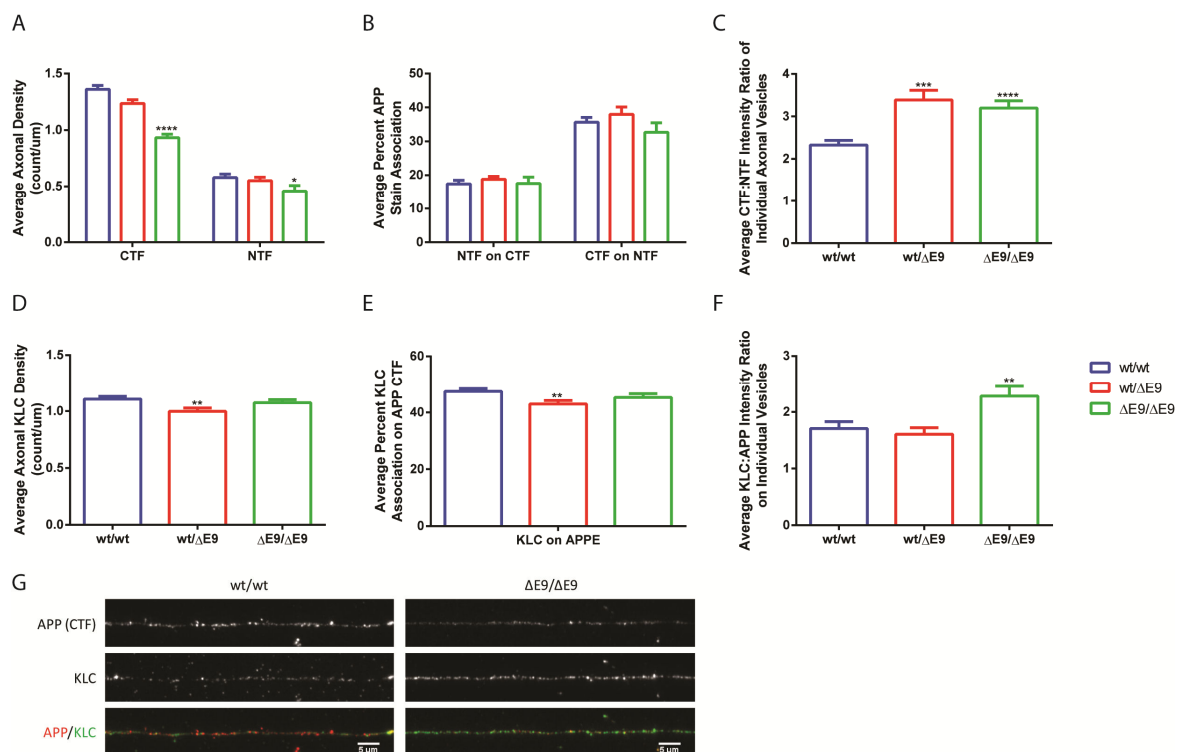 A
Average Axonal Density
(count/um)
1.5
1.0
0.5
0.0
****
*
CTF
NTF
B
Average Percent APP
Stain Association
50
40
30
20
10
0
NTF on CTF
CTF on NTF
C
Average CTF:NTF Intensity Ratio of
Individual Axonal Vesicles
4
3
2
1
0
***
****
wt/wt
wt/ΔE9
ΔE9/ΔE9
D
Average Axonal KLC Density
(count/um)
1.5
1.0
0.5
0.0
**
wt/wt
wt/ΔE9
ΔE9/ΔE9
E
Average Percent KLC
Association on APP CTF
60
40
20
0
**
KLC on APPE
F
Average KLC:APP Intensity Ratio
on Individual Vesicles
3
2
1
0
**
wt/wt
wt/ΔE9
ΔE9/ΔE9
wt/wt
wt/ΔE9
ΔE9/ΔE9
G
wt/wt
ΔE9/ΔE9
APP (CTF)
KLC
APP/KLC
5 μm
5 μm